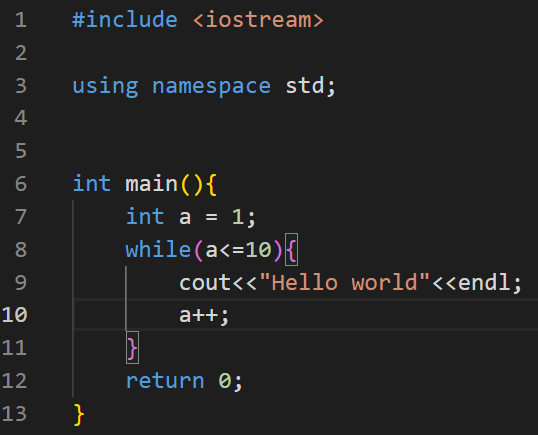 1 #include <iostream>
2
3 using namespace std;
4
5
6 int main(){
7     int a = 1;
8     while(a<=10){
9         cout<<"Hello world"<<endl;
10         a++;
11     }
12     return 0;
13 }